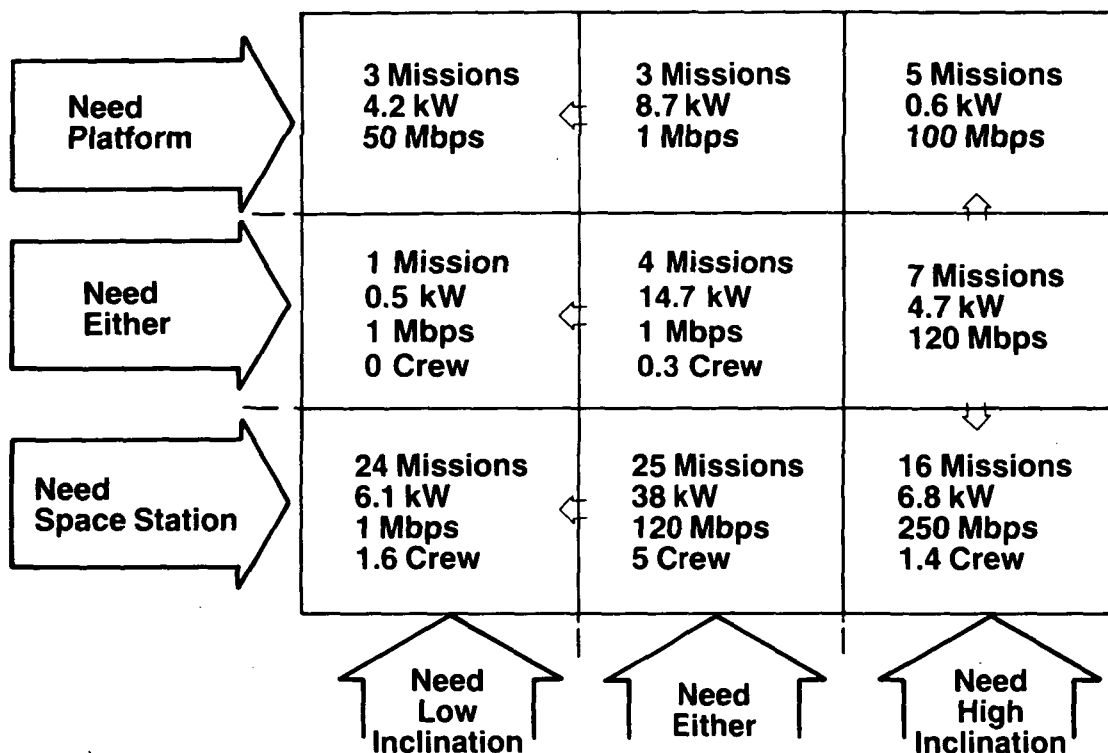 Need
Platform
3 Missions
4.2 kW
50 Mbps
3 Missions
8.7 kW
1 Mbps
5 Missions
0.6 kW
100 Mbps
Need
Either
1 Mission
0.5 kW
1 Mbps
0 Crew
4 Missions
14.7 kW
1 Mbps
0.3 Crew
7 Missions
4.7 kW
120 Mbps
Need
Space Station
24 Missions
6.1 kW
1 Mbps
1.6 Crew
25 Missions
38 kW
120 Mbps
5 Crew
16 Missions
6.8 kW
250 Mbps
1.4 Crew
Need
Low
Inclination
Need
Either
Need
High
Inclination